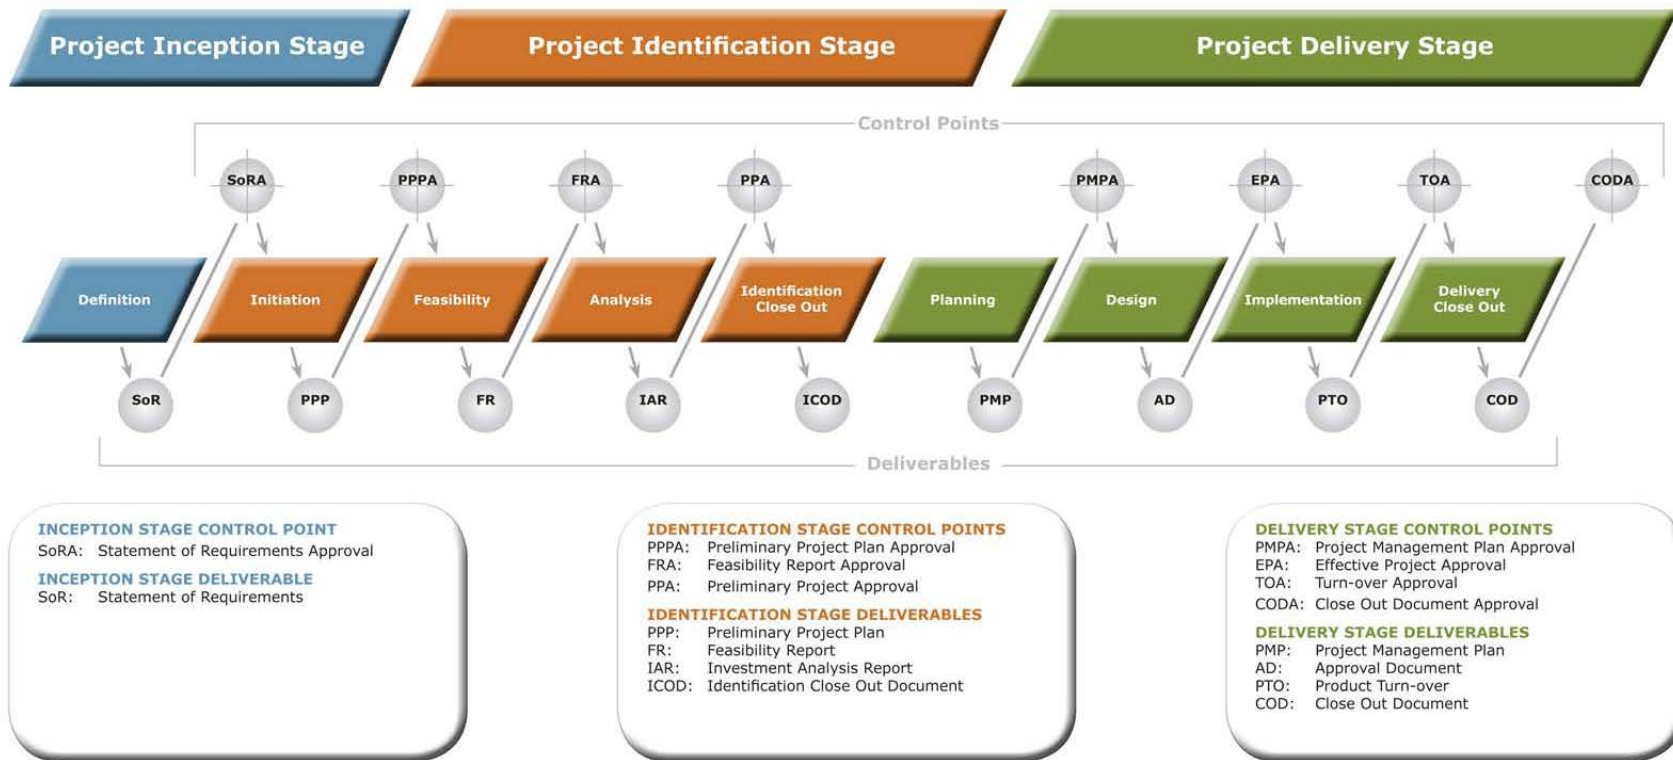 Project Inception Stage
Project Identification Stage
Project Delivery Stage
Control Points
SoRA
PPPA
FRA
PPA
PMPA
EPA
TOA
CODA
Definition
Initiation
Feasibility
Analysis
Identification
Close Out
Planning
Design
Implementation
Delivery
Close Out
SoR
PPP
FR
IAR
ICOD
PMP
AD
PTO
COD
Deliverables
INCEPTION STAGE CONTROL POINT
SoRA: Statement of Requirements Approval
INCEPTION STAGE DELIVERABLE
SoR: Statement of Requirements
IDENTIFICATION STAGE CONTROL POINTS
PPPA: Preliminary Project Plan Approval
FRA: Feasibility Report Approval
PPA: Preliminary Project Approval
IDENTIFICATION STAGE DELIVERABLES
PPP: Preliminary Project Plan
FR: Feasibility Report
IAR: Investment Analysis Report
ICOD: Identification Close Out Document
DELIVERY STAGE CONTROL POINTS
PMPA: Project Management Plan Approval
EPA: Effective Project Approval
TOA: Turn-over Approval
CODA: Close Out Document Approval
DELIVERY STAGE DELIVERABLES
PMP: Project Management Plan
AD: Approval Document
PTO: Product Turn-over
COD: Close Out Document